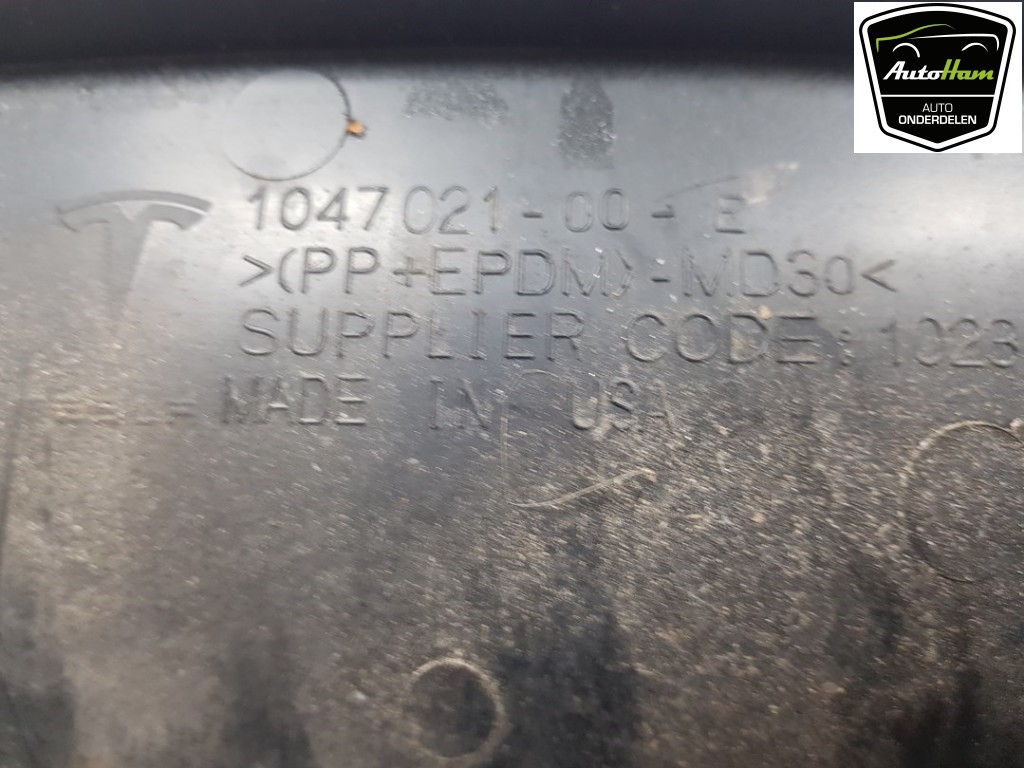 AutoHam
AUTO
ONDERDELEN
1047021-00-E
>(PP+EPDM)-MD30<
SUPPLIER CODE: 1023
MADE IN USA